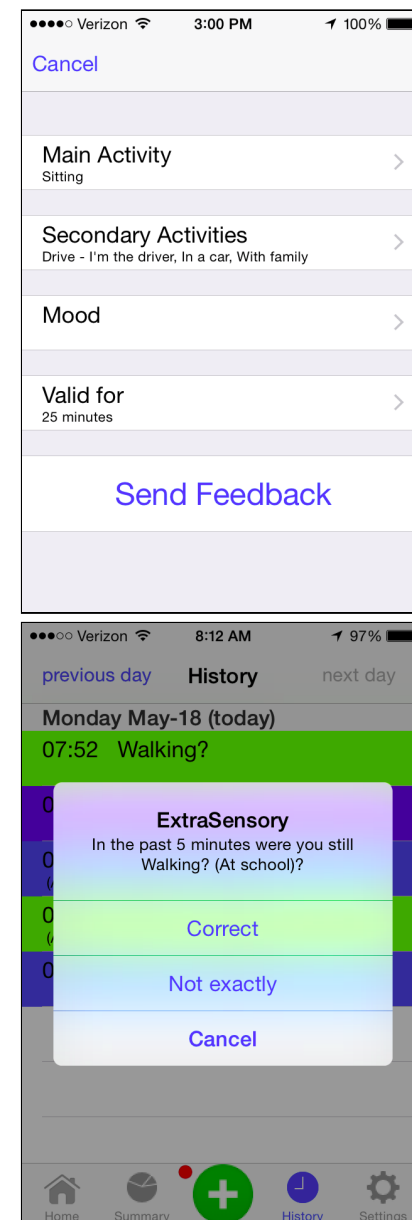 Verizon 3:00 PM 100%
Cancel
Main Activity
Sitting
Secondary Activities
Drive - I'm the driver, In a car, With family
Mood
Valid for
25 minutes
Send Feedback
Verizon 8:12 AM 97%
previous day History next day
Monday May-18 (today)
07:52 Walking?
ExtraSensory
In the past 5 minutes were you still
Walking? (At school)?
Correct
Not exactly
Cancel
Home Summary History Settings